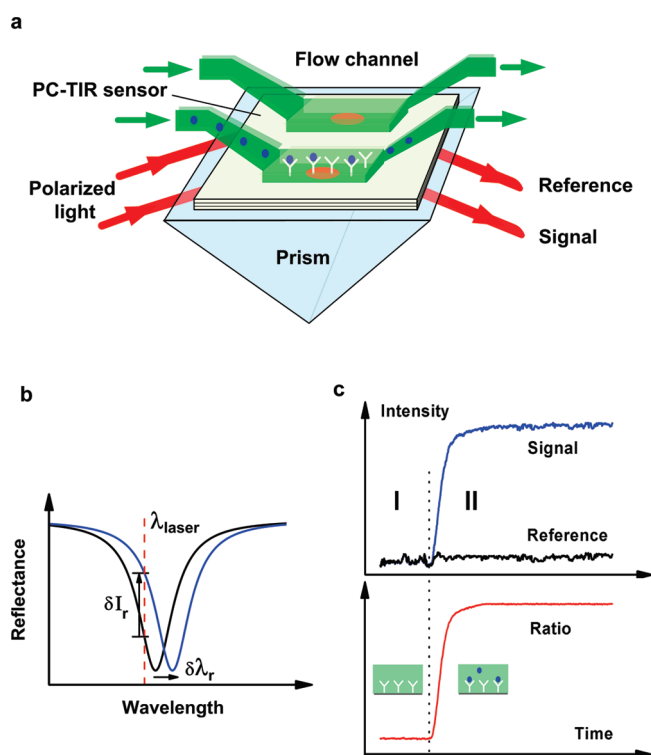 a
Flow channel
PC-TIR sensor
Polarized
light
Reference
Signal
Prism
b
Reflectance
λlaser
δIr
δλr
Wavelength
c
Intensity
Signal
I
II
Reference
Ratio
Time